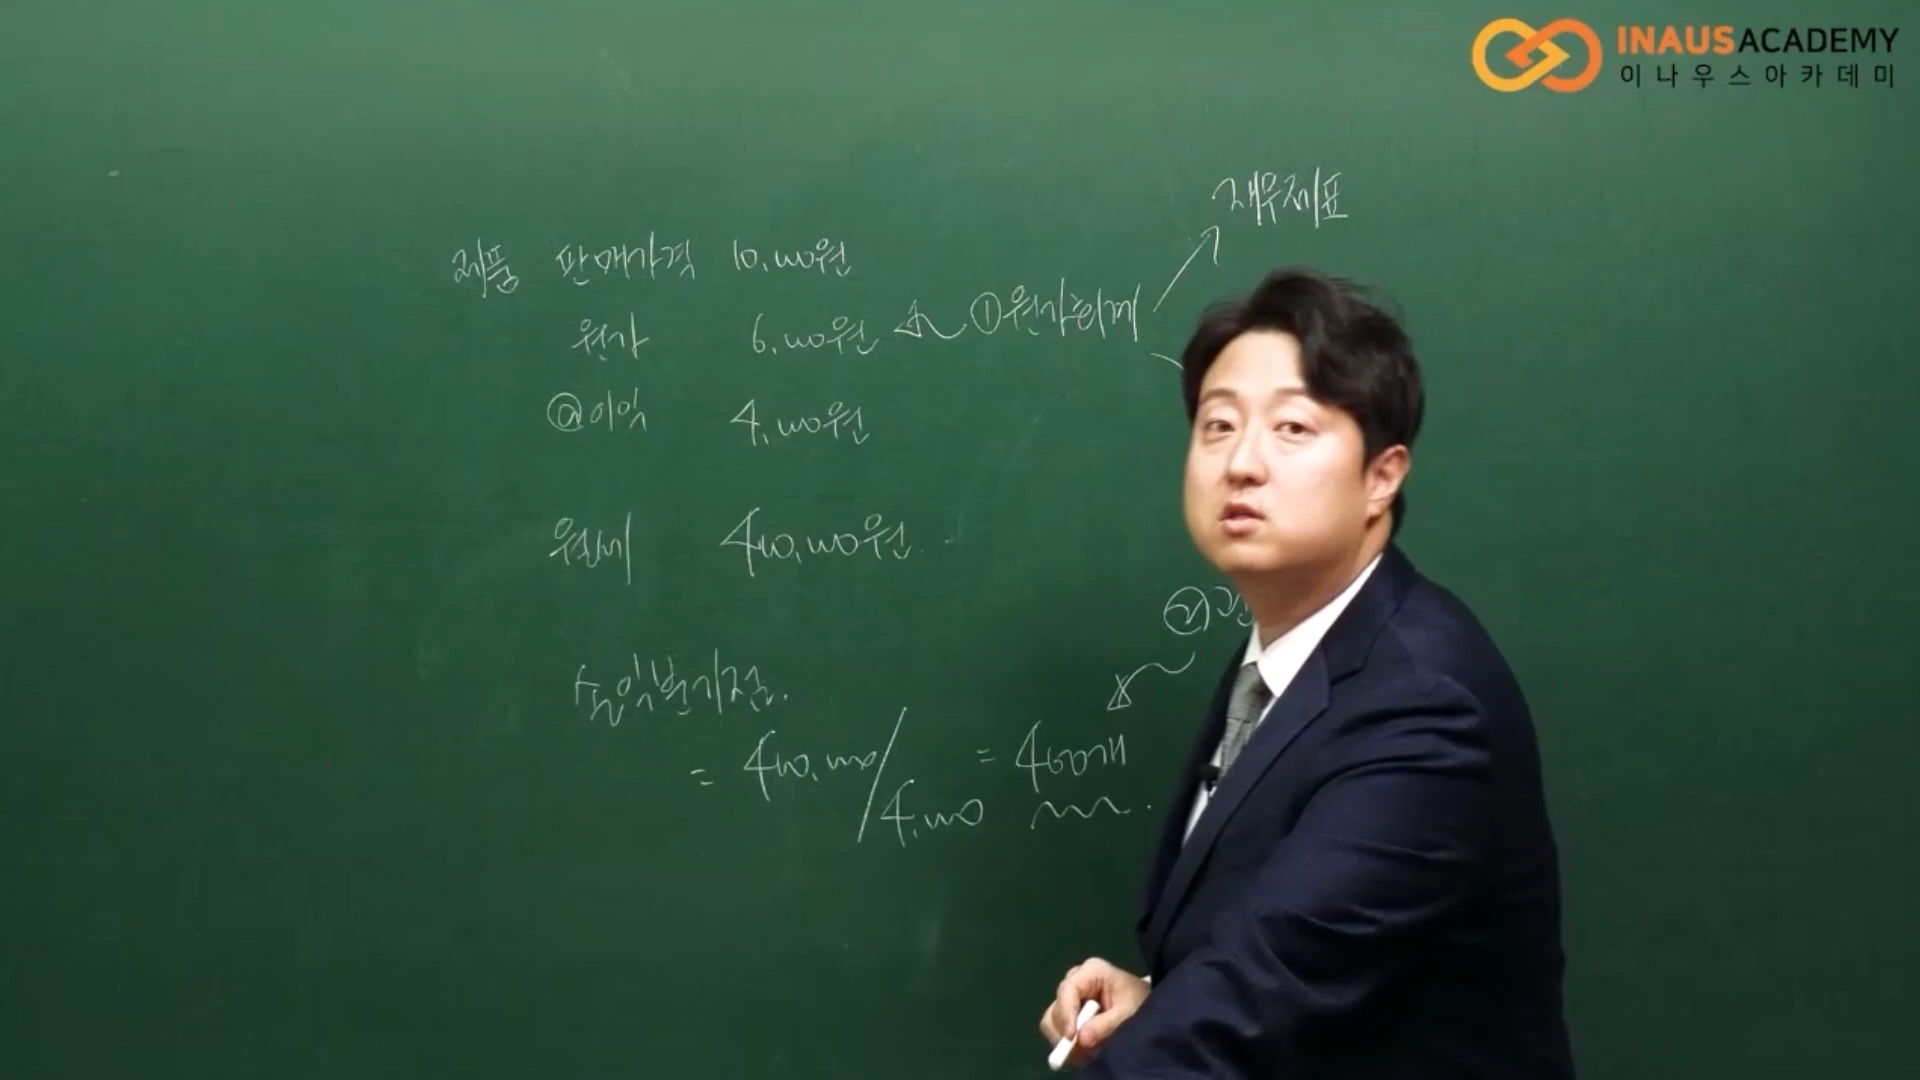 INAUSACADEMY
이나우스아카데미
재무제표
제품 판매가격 10,000원
원가 6,000원 ① 원가회계
@이익 4,000원
월세 400,000원
②
손익분기점.
= 400,000/4,000 = 400개